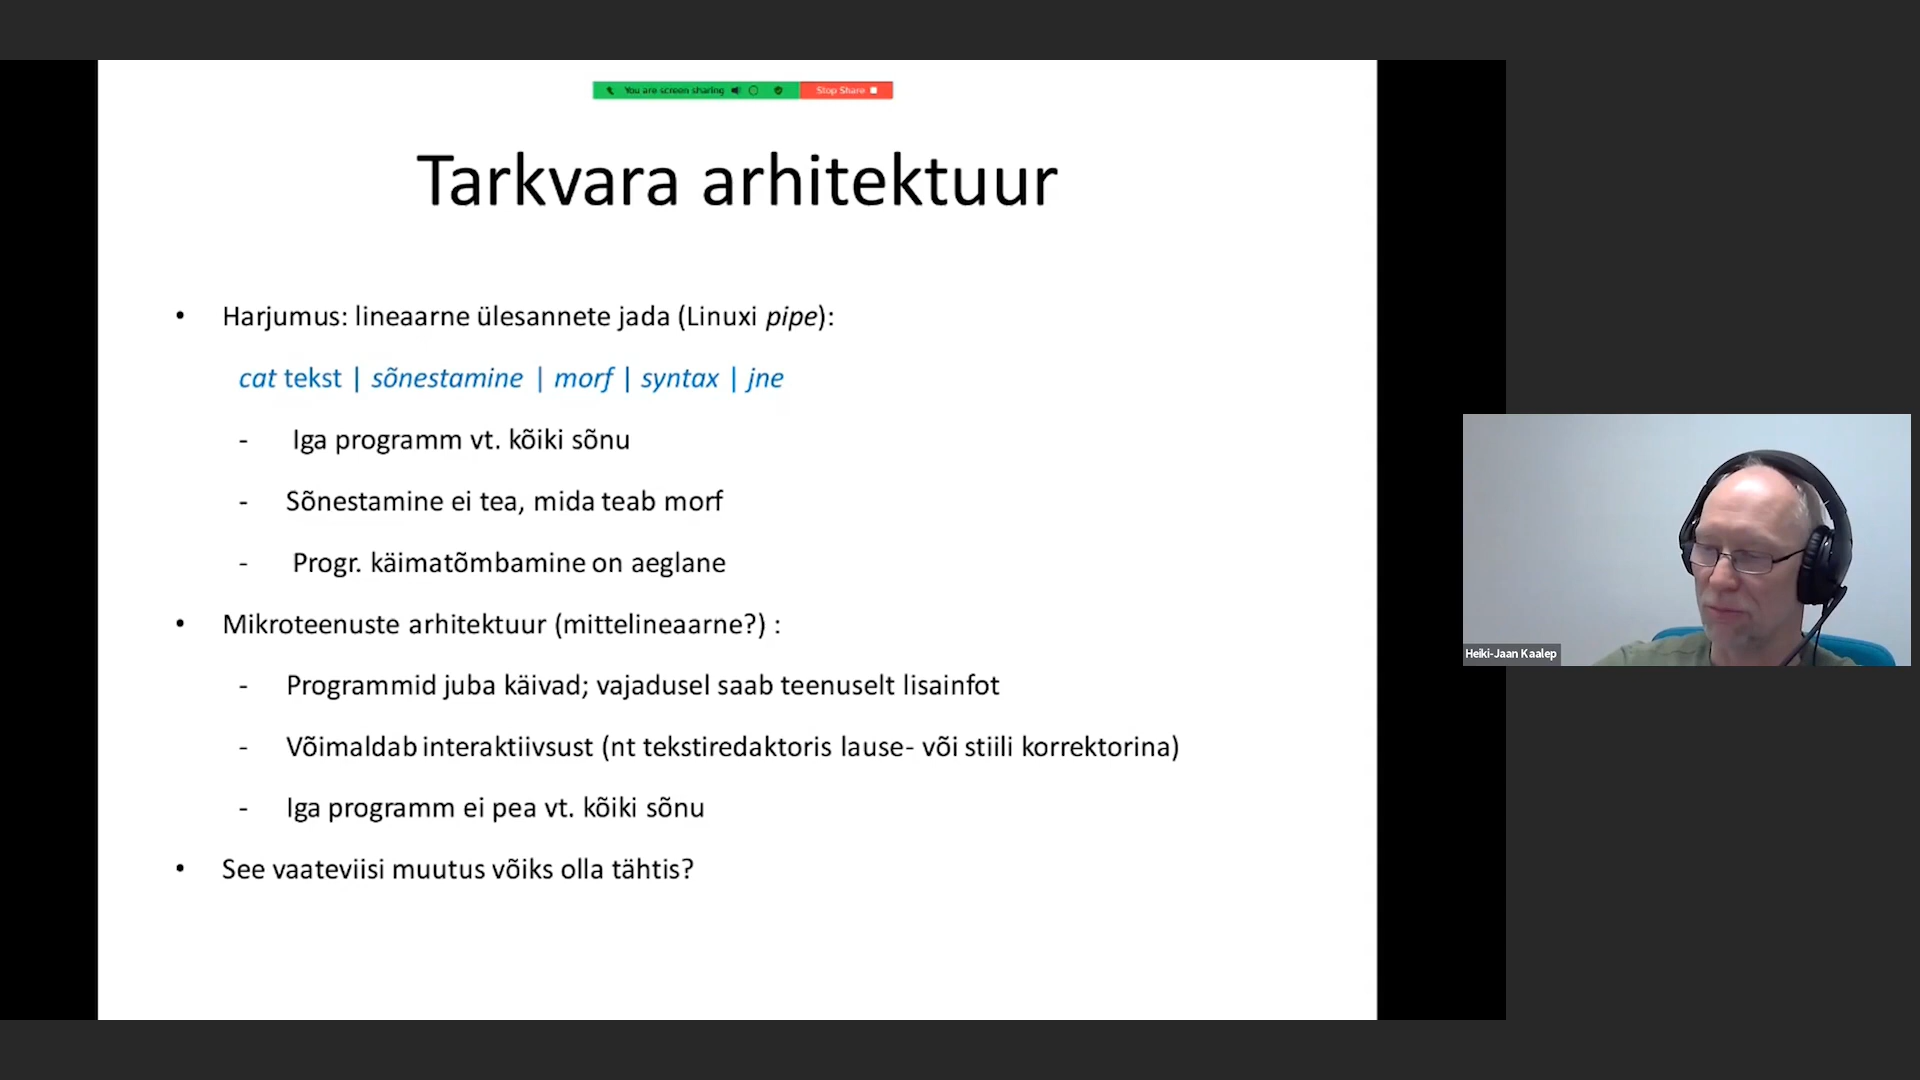 You are screen sharing
Stop Share
Tarkvara arhitektuur
• Harjumus: lineaarne ülesannete jada (Linuxi pipe):
cat tekst | sõnestamine | morf | syntax | jne
- Iga programm vt. kõiki sõnu
- Sõnestamine ei tea, mida teab morf
- Progr. käimatõmbamine on aeglane
• Mikroteenuste arhitektuur (mittelineaarne?) :
- Programmid juba käivad; vajadusel saab teenuselt lisainfot
- Võimaldab interaktiivsust (nt tekstiredaktoris lause- või stiili korrektorina)
- Iga programm ei pea vt. kõiki sõnu
• See vaateviisi muutus võiks olla tähtis?
Heiki-Jaan Kaalep